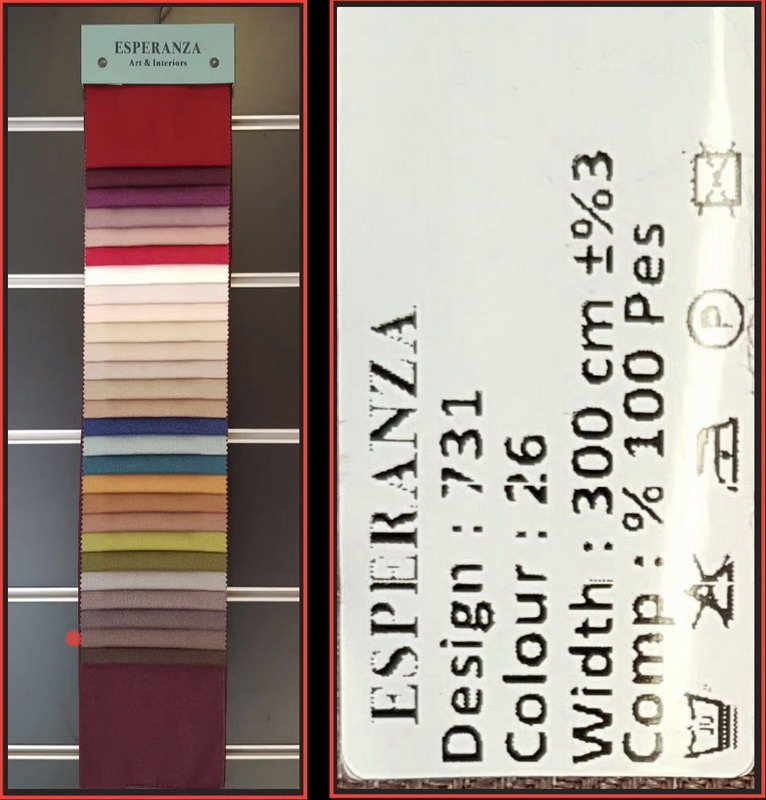 ESPERANZA
Art & Interiors
ESPERANZA
Design : 731
Colour : 26
Width : 300 cm ±%3
Comp : % 100 Pes
P